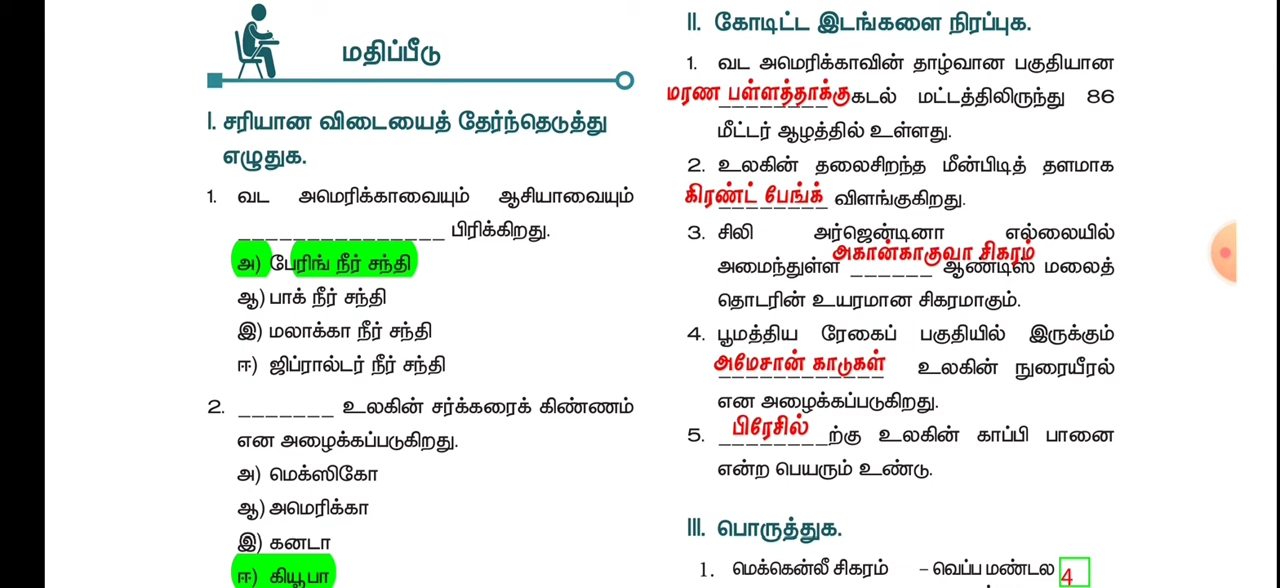 மதிப்பீடு
I. சரியான விடையைத் தேர்ந்தெடுத்து
எழுதுக.
1. வட அமெரிக்காவையும் ஆசியாவையும்
_______________ பிரிக்கிறது.
அ) பேரிங் நீர் சந்தி
ஆ) பாக் நீர் சந்தி
இ) மலாக்கா நீர் சந்தி
ஈ) ஜிப்ரால்டர் நீர் சந்தி
2. _______ உலகின் சர்க்கரைக் கிண்ணம்
என அழைக்கப்படுகிறது.
அ) மெக்ஸிகோ
ஆ) அமெரிக்கா
இ) கனடா
ஈ) கியூபா
II. கோடிட்ட இடங்களை நிரப்புக.
1. வட அமெரிக்காவின் தாழ்வான பகுதியான
மரண பள்ளத்தாக்கு கடல் மட்டத்திலிருந்து 86
மீட்டர் ஆழத்தில் உள்ளது.
2. உலகின் தலைசிறந்த மீன்பிடித் தளமாக
கிரண்ட் பேங்க் விளங்குகிறது.
3. சிலி அர்ஜென்டினா எல்லையில்
அகான்காகுவா சிகரம்
அமைந்துள்ள ______ ஆண்டிஸ் மலைத்
தொடரின் உயரமான சிகரமாகும்.
4. பூமத்திய ரேகைப் பகுதியில் இருக்கும்
அமேசான் காடுகள் உலகின் நுரையீரல்
என அழைக்கப்படுகிறது.
5. பிரேசில் ற்கு உலகின் காப்பி பானை
என்ற பெயரும் உண்டு.
III. பொருத்துக.
1. மெக்கென்லீ சிகரம் – வெப்ப மண்டல 4